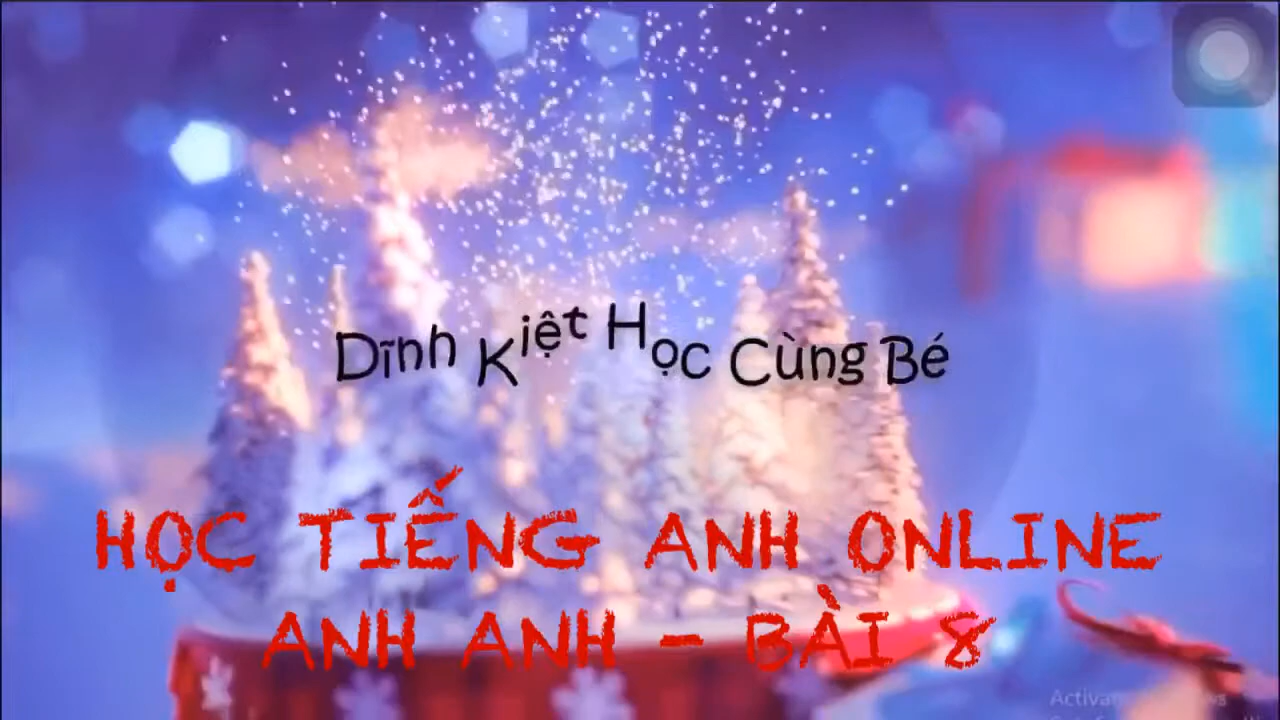 Dĩnh Kiệt Học Cùng Bé
HỌC TIẾNG ANH ONLINE
ANH ANH - BÀI 8